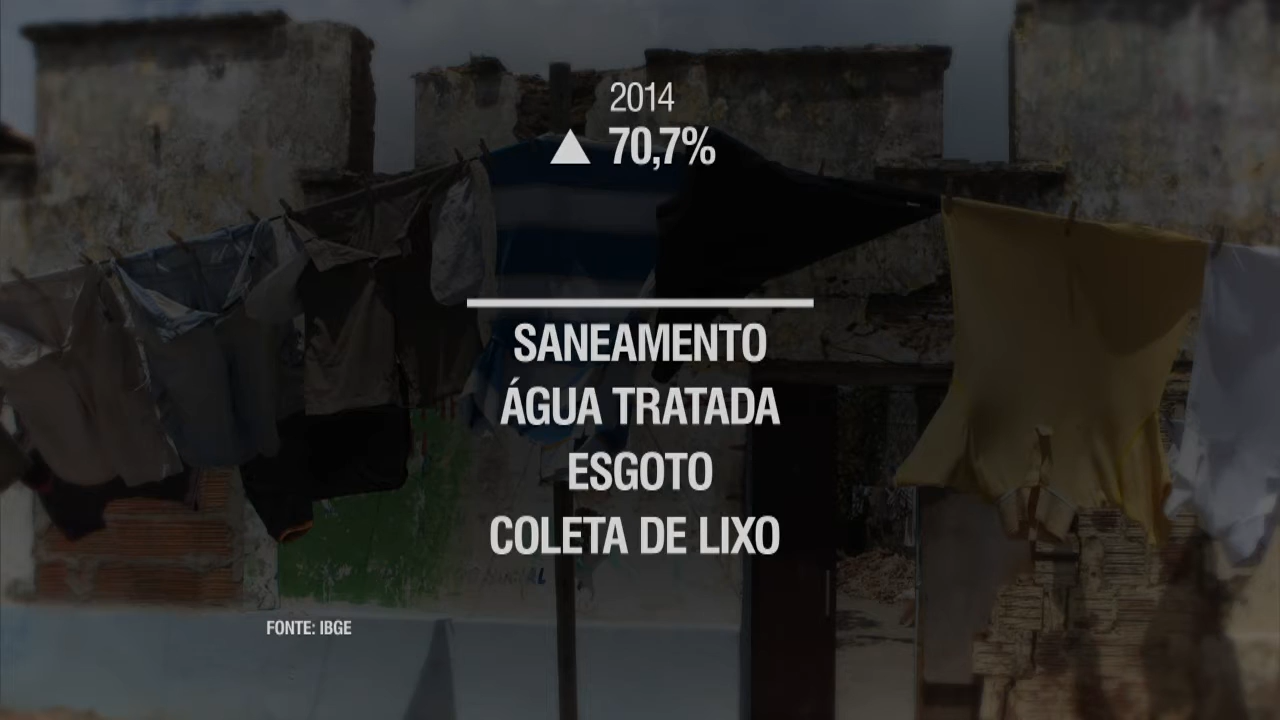 2014
▲ 70,7%
SANEAMENTO
ÁGUA TRATADA
ESGOTO
COLETA DE LIXO
FONTE: IBGE